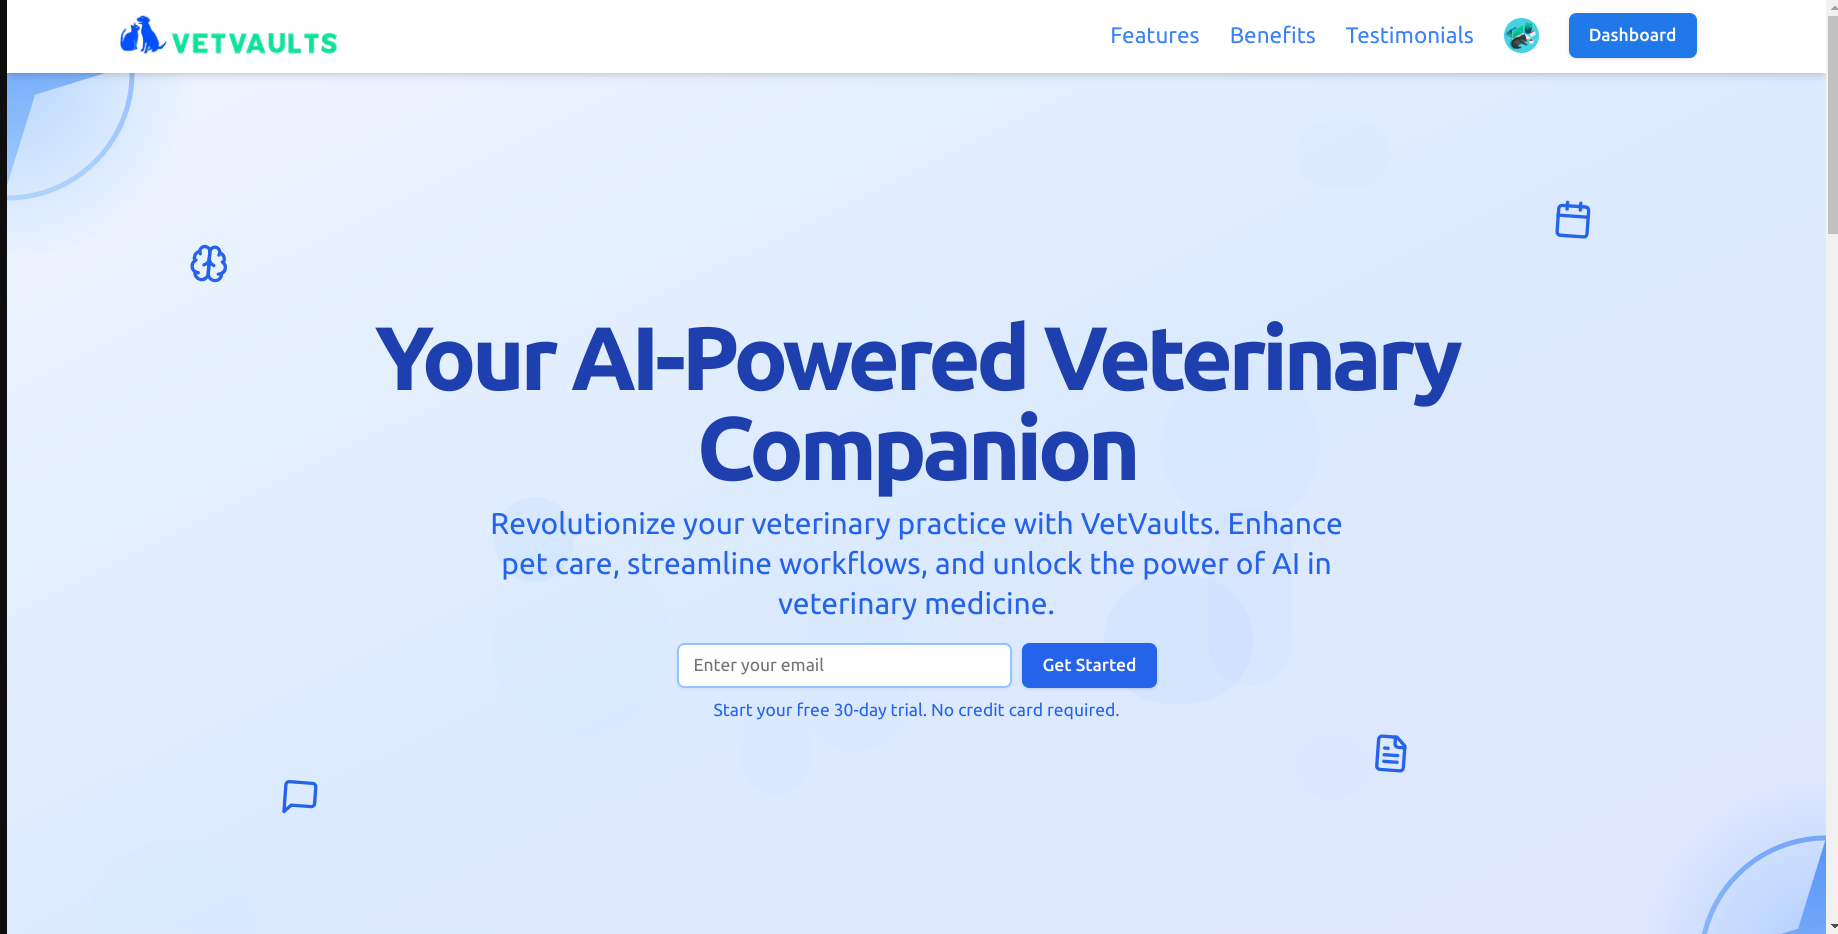 VETVAULTS
Features
Benefits
Testimonials
Dashboard
Your AI-Powered Veterinary
Companion
Revolutionize your veterinary practice with VetVaults. Enhance
pet care, streamline workflows, and unlock the power of AI in
veterinary medicine.
Enter your email
Get Started
Start your free 30-day trial. No credit card required.